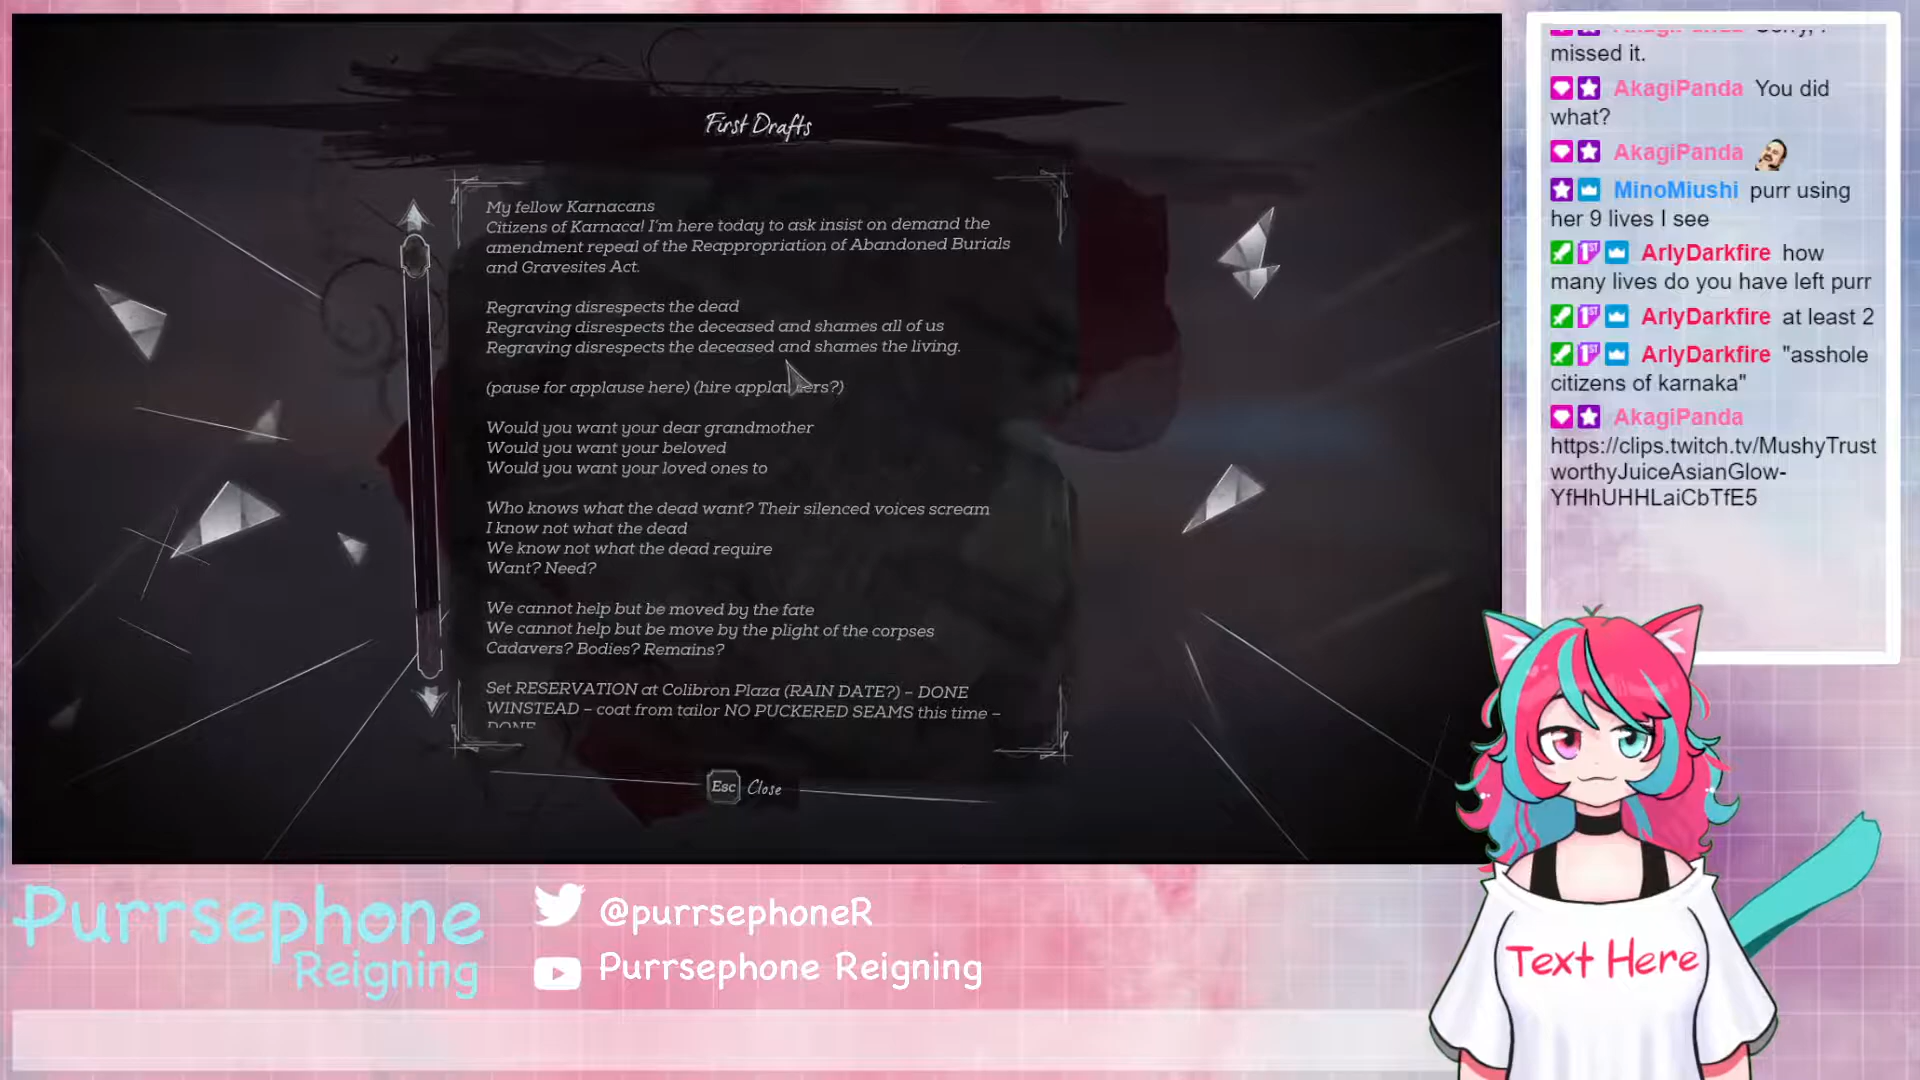 First Drafts
My fellow Karnacans
Citizens of Karnaca! I'm here today to ask insist on demand the
amendment repeal of the Reappropriation of Abandoned Burials
and Gravesites Act.
Regraving disrespects the dead
Regraving disrespects the deceased and shames all of us
Regraving disrespects the deceased and shames the living.
(pause for applause here) (hire applauders?)
Would you want your dear grandmother
Would you want your beloved
Would you want your loved ones to
Who knows what the dead want? Their silenced voices scream
I know not what the dead
We know not what the dead require
Want? Need?
We cannot help but be moved by the fate
We cannot help but be move by the plight of the corpses
Cadavers? Bodies? Remains?
Set RESERVATION at Colibron Plaza (RAIN DATE?) – DONE
WINSTEAD – coat from tailor NO PUCKERED SEAMS this time –
DONE
Esc Close
missed it.
AkagiPanda You did
what?
AkagiPanda
MinoMiushi purr using
her 9 lives I see
1ST ArlyDarkfire how
many lives do you have left purr
1ST ArlyDarkfire at least 2
1ST ArlyDarkfire "asshole
citizens of karnaka"
AkagiPanda
https://clips.twitch.tv/MushyTrust
worthyJuiceAsianGlow-
YfHhUHHLaiCbTfE5
Purrsephone
Reigning
@purrsephoneR
Purrsephone Reigning
Text Here